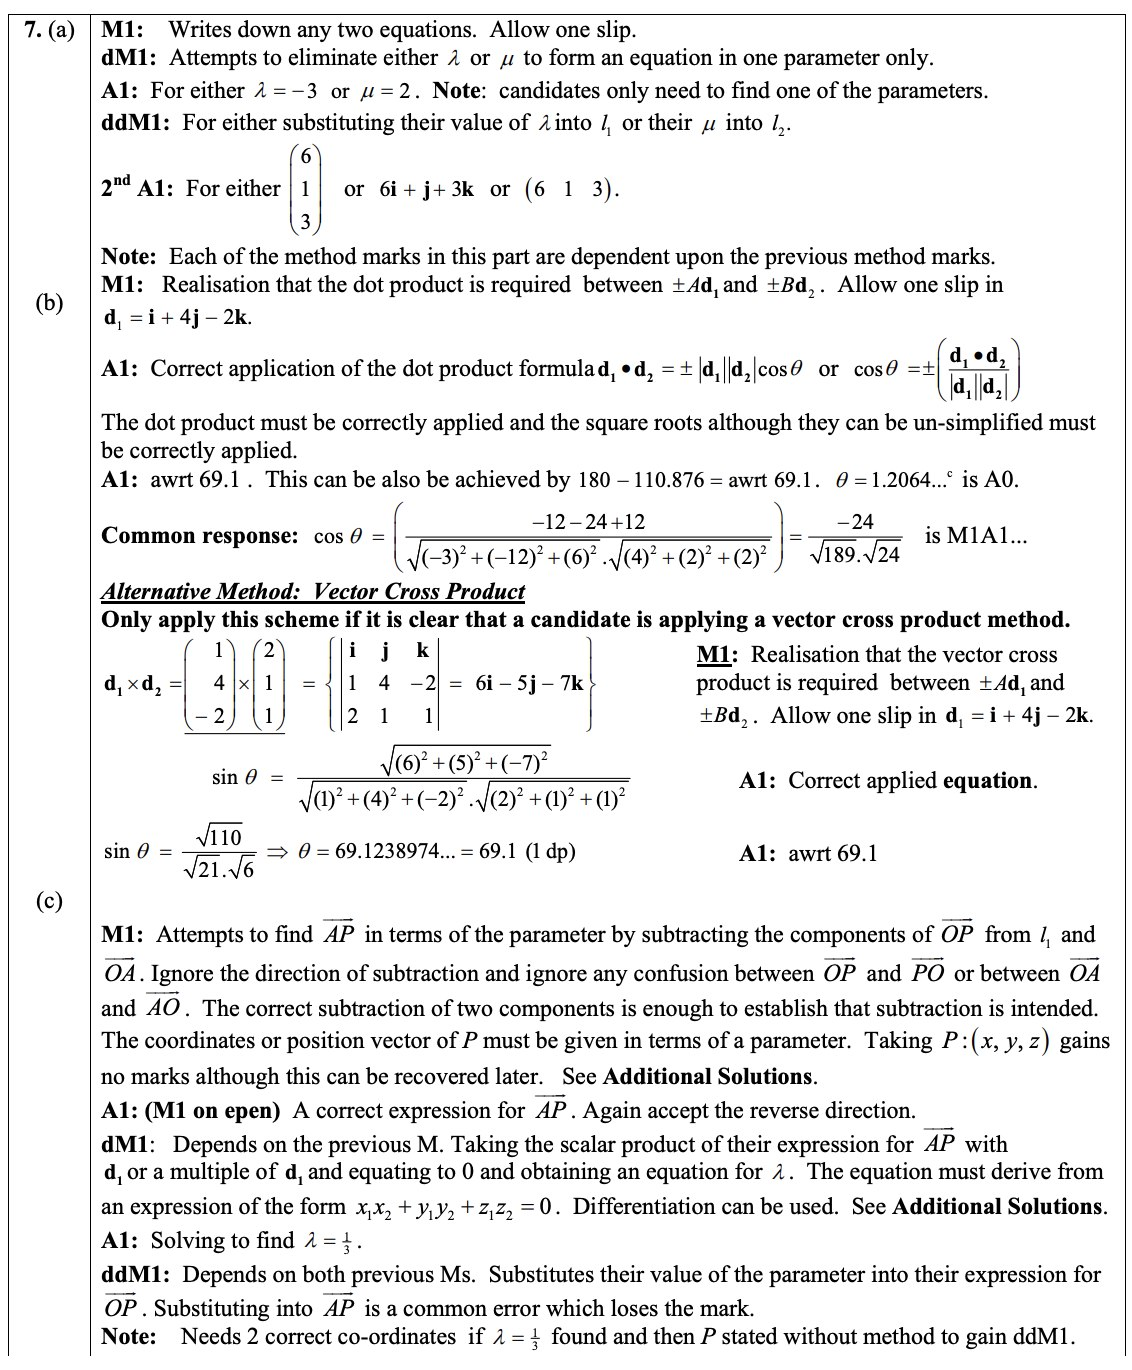 7. (a) M1: Writes down any two equations. Allow one slip.
dM1: Attempts to eliminate either λ or μ to form an equation in one parameter only.
A1: For either λ = −3 or μ = 2. Note: candidates only need to find one of the parameters.
ddM1: For either substituting their value of λ into l₁ or their μ into l₂.
2nd A1: For either (6 1 3) or 6i + j+ 3k or (6 1 3).
Note: Each of the method marks in this part are dependent upon the previous method marks.
(b) M1: Realisation that the dot product is required between ±Ad₁ and ±Bd₂. Allow one slip in
d₁ = i + 4j – 2k.
A1: Correct application of the dot product formula d₁ • d₂ = ± |d₁||d₂|cos θ or cos θ = ±(d₁ • d₂ / |d₁||d₂|)
The dot product must be correctly applied and the square roots although they can be un-simplified must
be correctly applied.
A1: awrt 69.1 . This can be also be achieved by 180 – 110.876 = awrt 69.1. θ = 1.2064...ᶜ is A0.
Common response: cos θ = ( −12 − 24 +12 / √(−3)² + (−12)² + (6)² . √(4)² + (2)² + (2)² ) = −24 / √189.√24 is M1A1...
Alternative Method: Vector Cross Product
Only apply this scheme if it is clear that a candidate is applying a vector cross product method.
d₁ × d₂ = (1 4 −2) × (2 1 1) = { | i j k | 1 4 −2 | 2 1 1 | = 6i − 5j − 7k }
M1: Realisation that the vector cross
product is required between ±Ad₁ and
±Bd₂. Allow one slip in d₁ = i + 4j – 2k.
sin θ = √(6)² + (5)² + (−7)² / √(1)² + (4)² + (−2)² . √(2)² + (1)² + (1)² A1: Correct applied equation.
sin θ = √110 / √21.√6 ⇒ θ = 69.1238974... = 69.1 (1 dp) A1: awrt 69.1
(c)
M1: Attempts to find AP in terms of the parameter by subtracting the components of OP from l₁ and
OA. Ignore the direction of subtraction and ignore any confusion between OP and PO or between OA
and AO. The correct subtraction of two components is enough to establish that subtraction is intended.
The coordinates or position vector of P must be given in terms of a parameter. Taking P:(x, y, z) gains
no marks although this can be recovered later. See Additional Solutions.
A1: (M1 on epen) A correct expression for AP. Again accept the reverse direction.
dM1: Depends on the previous M. Taking the scalar product of their expression for AP with
d₁ or a multiple of d₁ and equating to 0 and obtaining an equation for λ. The equation must derive from
an expression of the form x₁x₂ + y₁y₂ + z₁z₂ = 0. Differentiation can be used. See Additional Solutions.
A1: Solving to find λ = 1/3.
ddM1: Depends on both previous Ms. Substitutes their value of the parameter into their expression for
OP. Substituting into AP is a common error which loses the mark.
Note: Needs 2 correct co-ordinates if λ = 1/3 found and then P stated without method to gain ddM1.